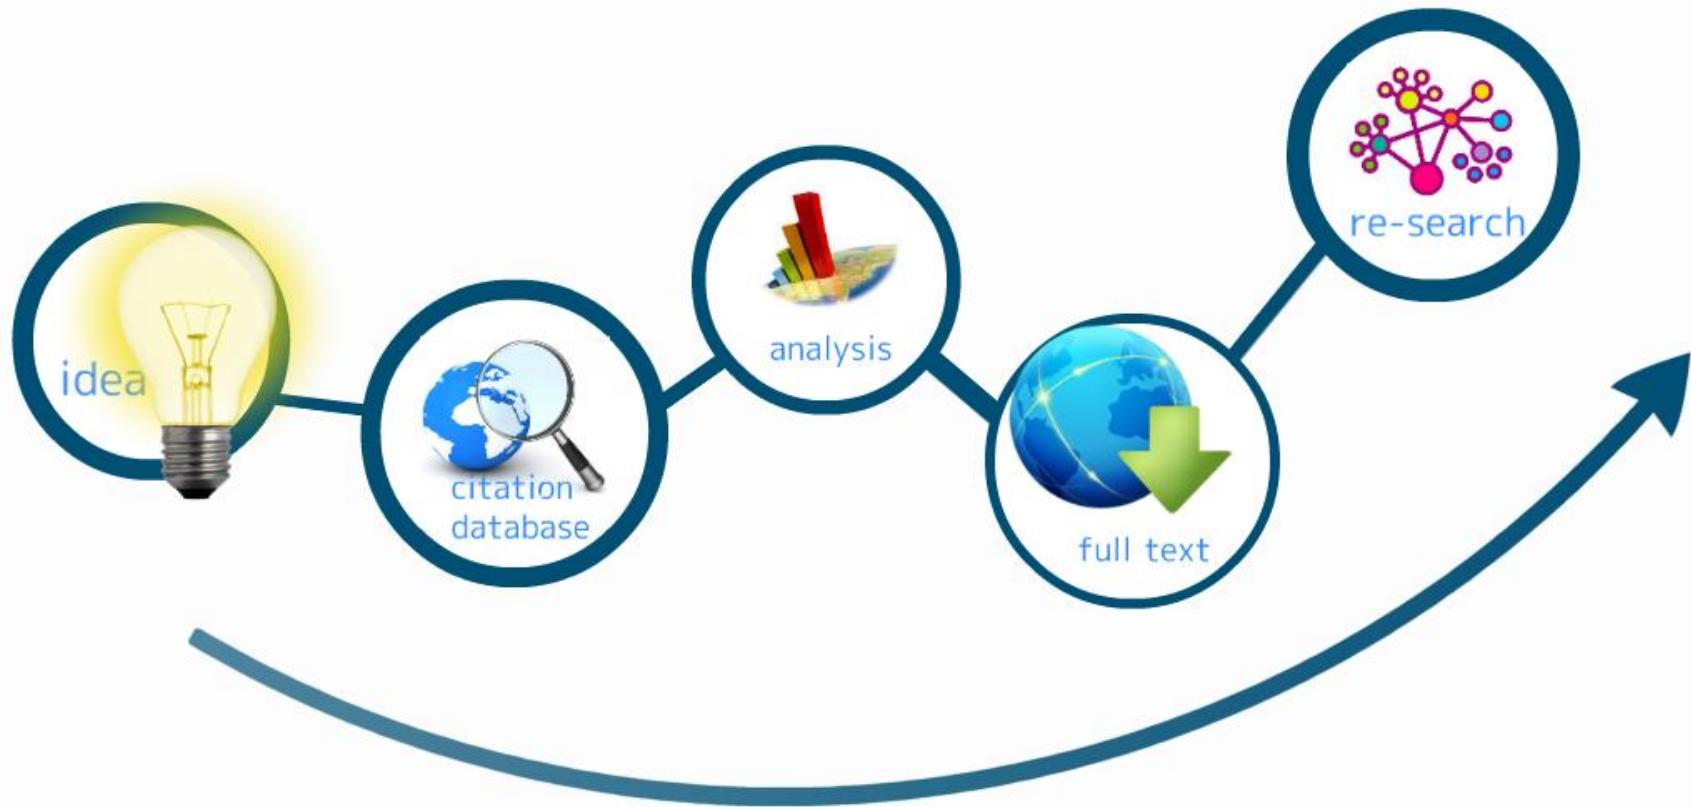 idea
citation
database
analysis
full text
re-search